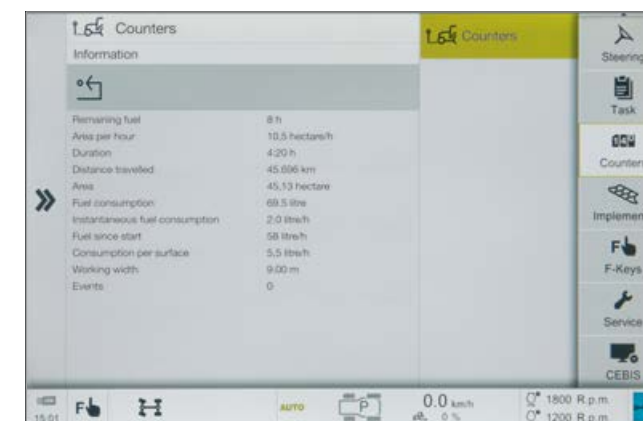 Counters
Information
Remaining fuel 8 h
Area per hour 10,5 hectare/h
Duration 4:20 h
Distance travelled 45.696 km
Area 45,13 hectare
Fuel consumption 69.5 litre
Instantaneous fuel consumption 2.0 litre/h
Fuel since start 58 litre/h
Consumption per surface 5,5 litre/h
Working width 9.00 m
Events 0
Counters
Steering
Task
Counters
Implement
F
F-Keys
Service
CEBIS
15:01
F
AUTO
P
0.0 km/h
0 %
1800 R.p.m.
1200 R.p.m.